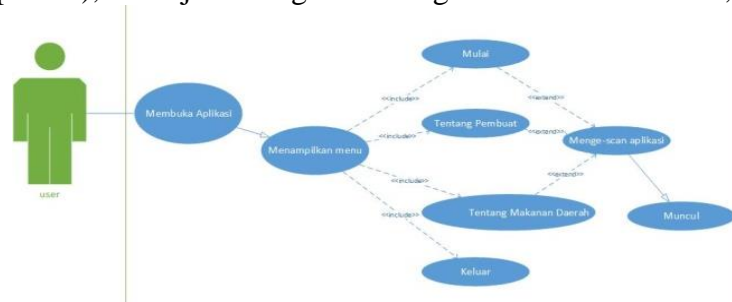 Mulai
<<include>>
<<extend>>
Membuka Aplikasi
<<include>>
Tentang Pembuat
<<extend>>
Menge-scan aplikasi
Menampilkan menu
<<include>>
<<extend>>
user
Tentang Makanan Daerah
Muncul
<<include>>
Keluar